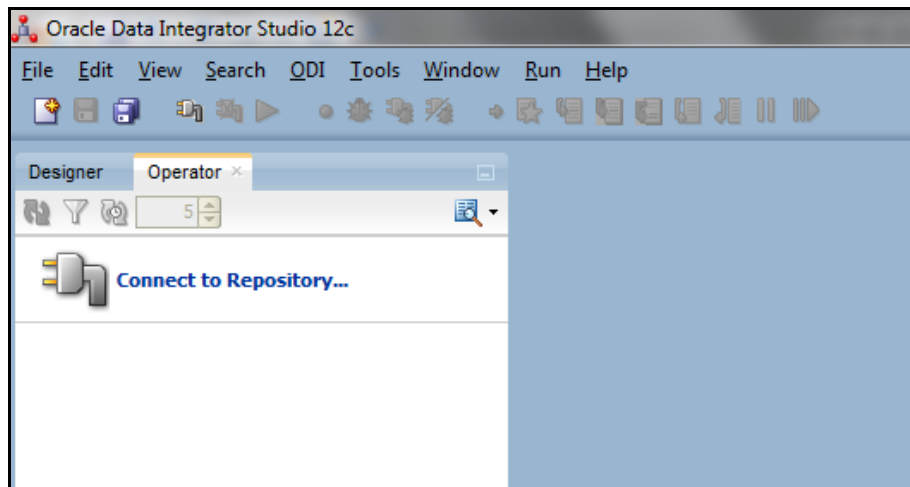 Oracle Data Integrator Studio 12c
File Edit View Search ODI Tools Window Run Help
Designer Operator
5
Connect to Repository...